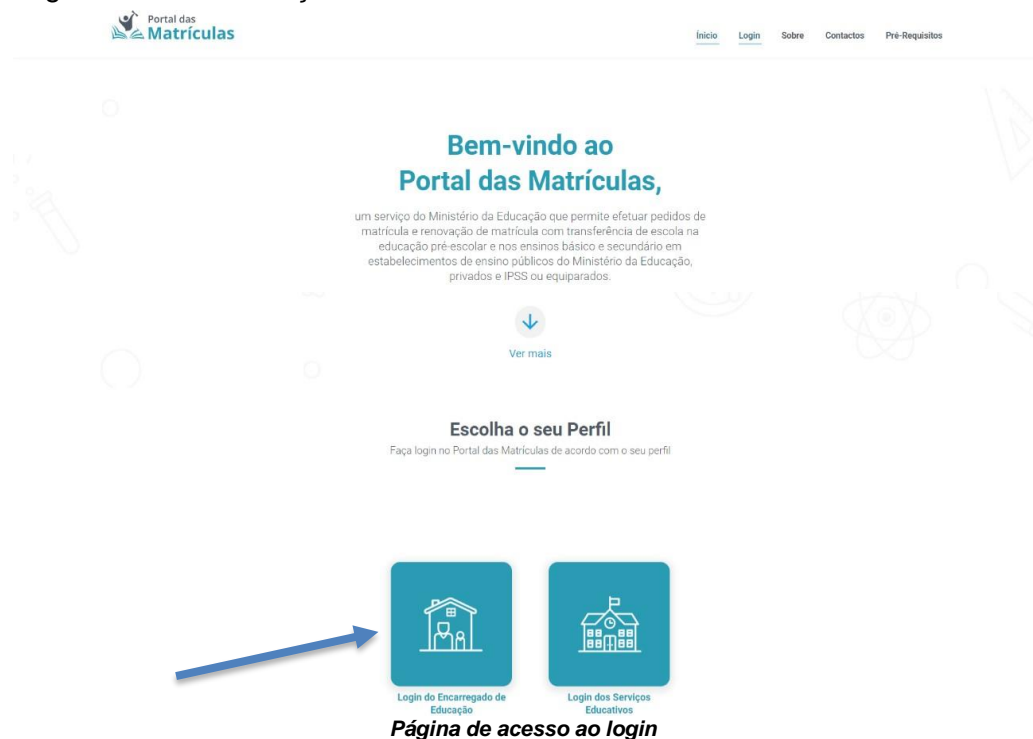 Portal das
Matrículas
Início Login Sobre Contactos Pré-Requisitos
Bem-vindo ao
Portal das Matrículas,
um serviço do Ministério da Educação que permite efetuar pedidos de
matrícula e renovação de matrícula com transferência de escola na
educação pré-escolar e nos ensinos básico e secundário em
estabelecimentos de ensino públicos do Ministério da Educação,
privados e IPSS ou equiparados.
Ver mais
Escolha o seu Perfil
Faça login no Portal das Matrículas de acordo com o seu perfil
Login do Encarregado de
Educação
Login dos Serviços
Educativos
Página de acesso ao login